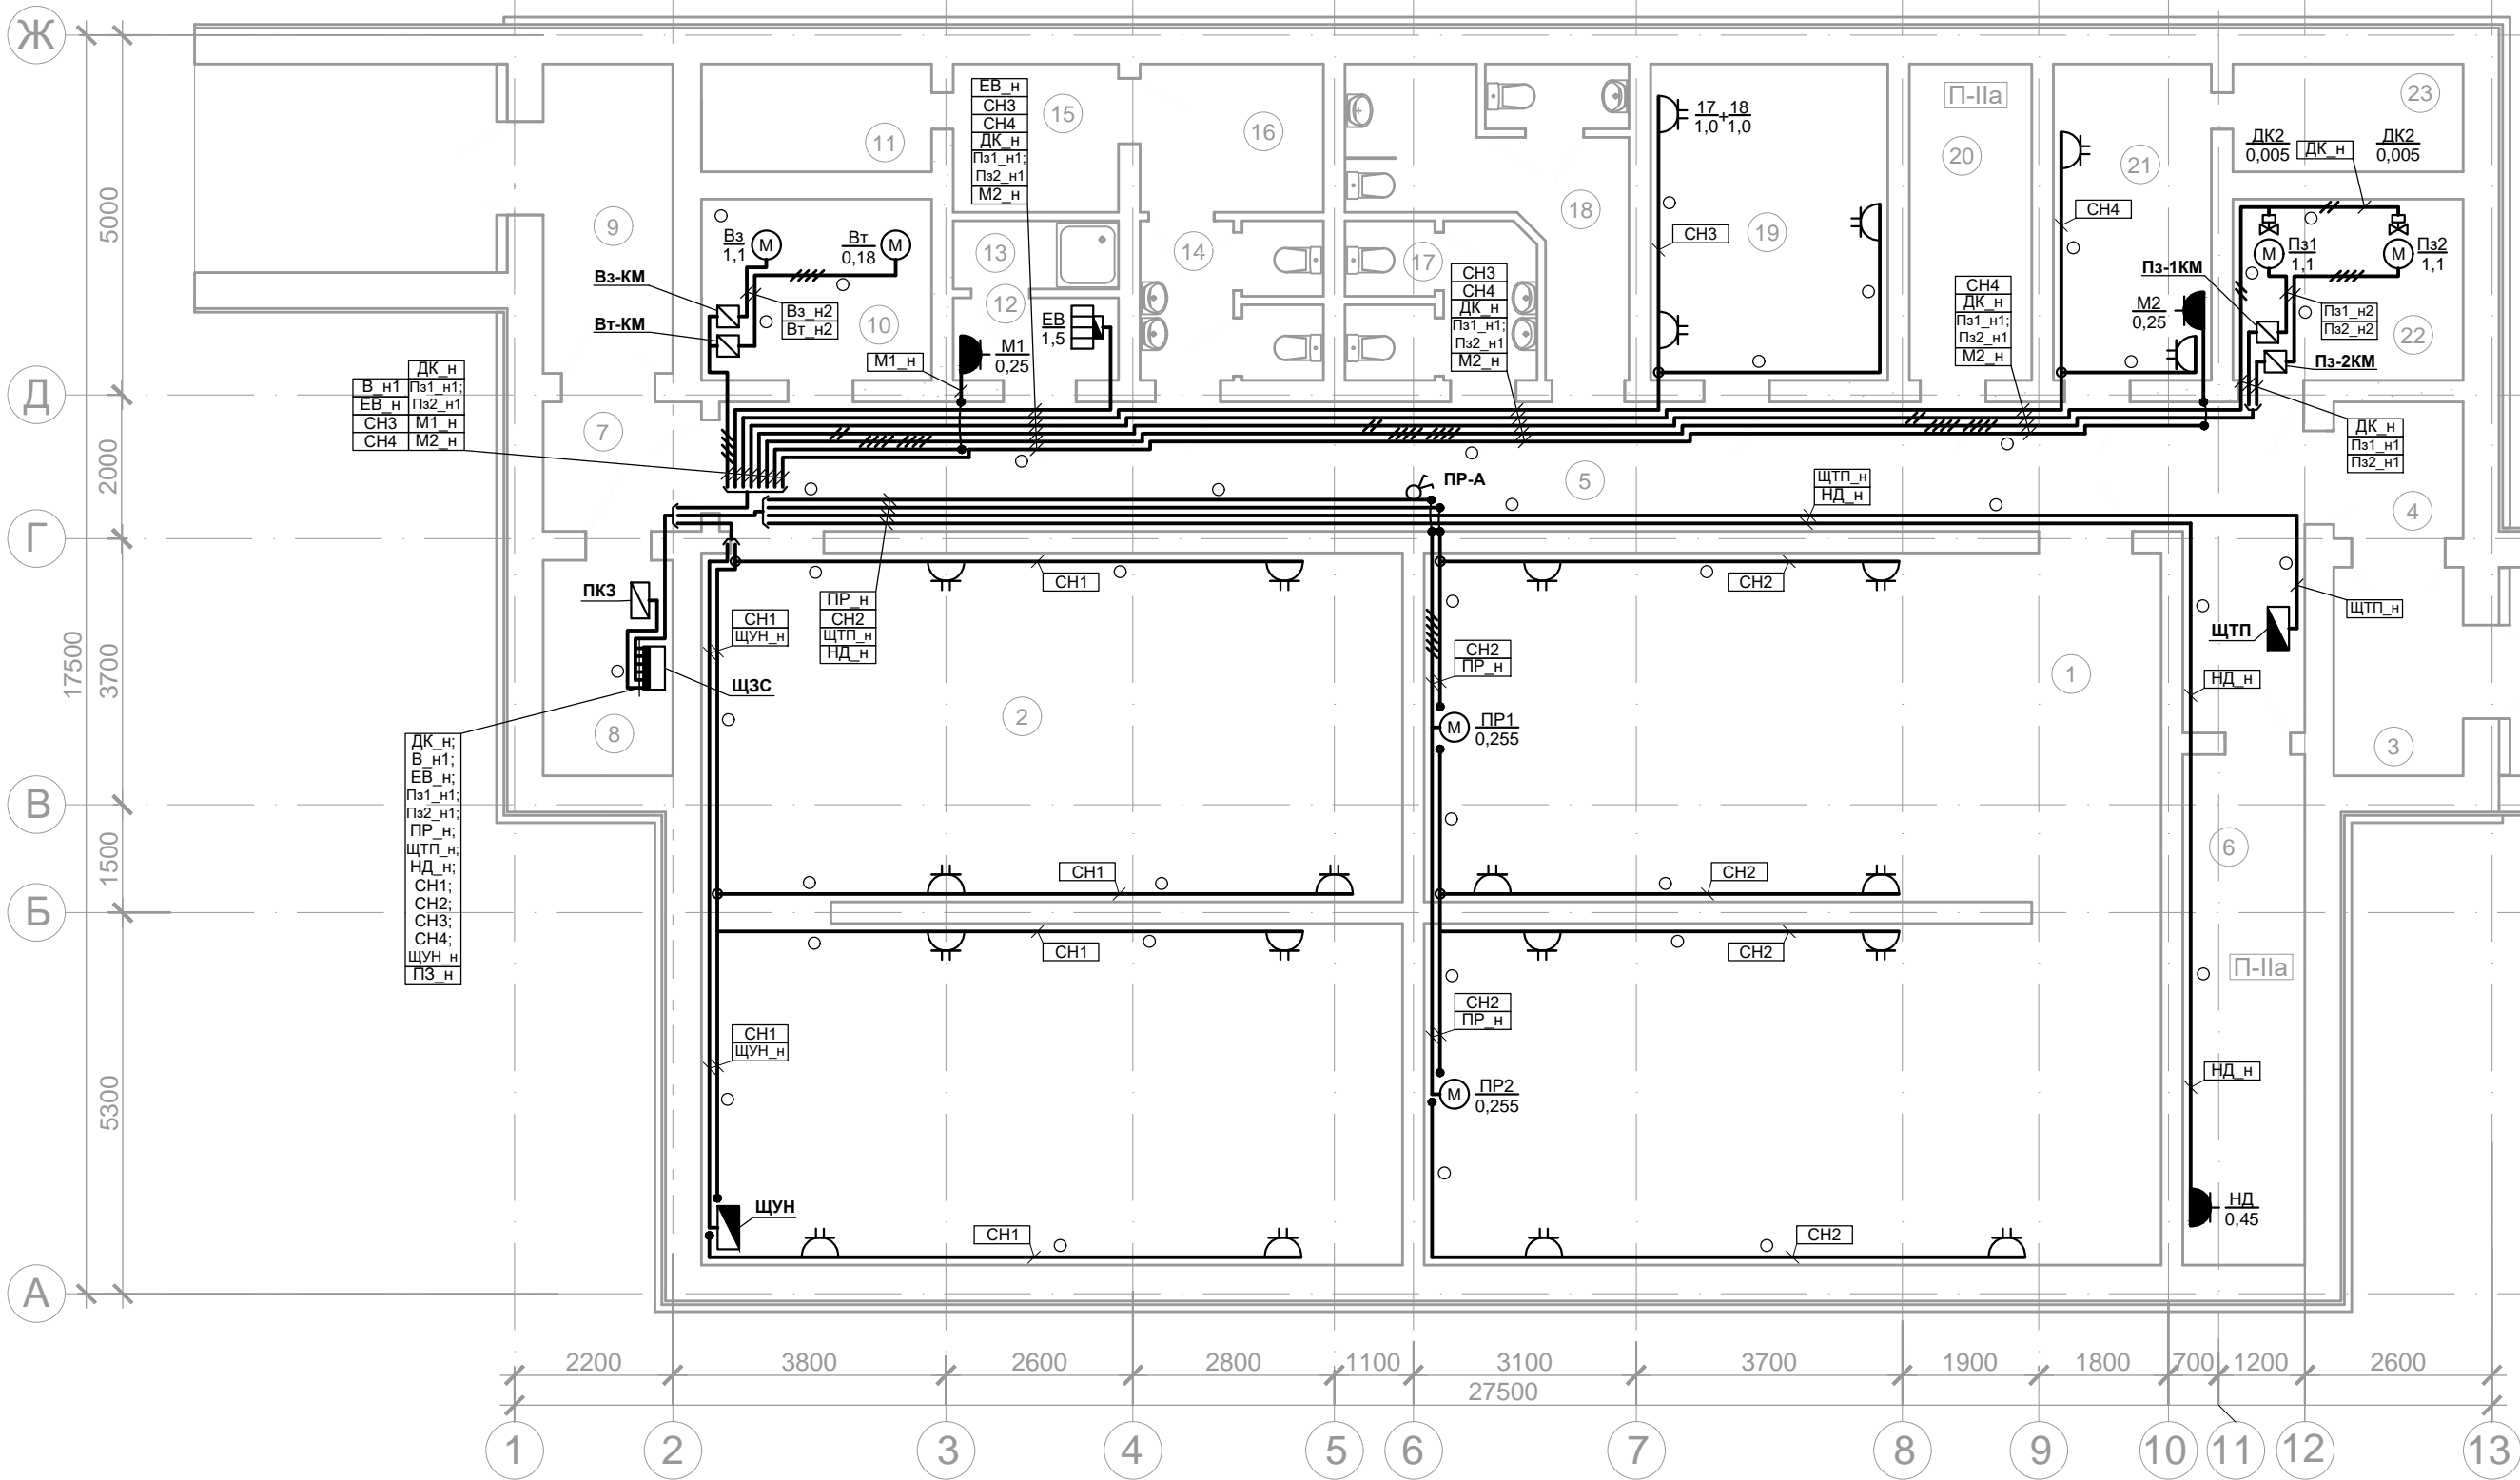 Ж
5000
Д
2000
Г
17500
3700
В
1500
Б
5300
А
11
15
16
П-IIа
23
9
10
13
14
12
17
18
19
20
21
22
7
8
5
4
2
1
3
6
П-IIа
ЕВ_н
СН3
СН4
ДК_н
Пз1_н1;
Пз2_н1
М2_н
17 + 18
1,0 1,0
ДК2
0,005
ДК_н
ДК2
0,005
СН3
СН4
Вз
1,1
М
Вт
0,18
М
Вз-КМ
Вт-КМ
Вз_н2
Вт_н2
М1_н
М1
0,25
ЕВ
1,5
СН3
СН4
ДК_н
Пз1_н1;
Пз2_н1
М2_н
СН4
ДК_н
Пз1_н1;
Пз2_н1
М2_н
М
Пз1
1,1
М
Пз2
1,1
Пз-1КМ
М2
0,25
Пз1_н2
Пз2_н2
Пз-2КМ
ДК_н
Пз1_н1
Пз2_н1
ДК_н
В_н1 Пз1_н1;
ЕВ_н Пз2_н1
СН3 М1_н
СН4 М2_н
ПР-А
ЩТП_н
НД_н
ПКЗ
СН1
ЩУН_н
ПР_н
СН2
ЩТП_н
НД_н
СН1
СН2
СН2
ПР_н
ЩТП_н
ЩТП
ЩЗС
НД_н
М
ПР1
0,255
ДК_н;
В_н1;
ЕВ_н;
Пз1_н1;
Пз2_н1;
ПР_н;
ЩТП_н;
НД_н;
СН1;
СН2;
СН3;
СН4;
ЩУН_н
ПЗ_н
СН1
СН2
СН1
СН2
СН1
ЩУН_н
СН2
ПР_н
НД_н
М
ПР2
0,255
ЩУН
СН1
СН2
НД
0,45
2200
3800
2600
2800
1100
3100
3700
1900
1800
700
1200
2600
27500
1
2
3
4
5
6
7
8
9
10
11
12
13